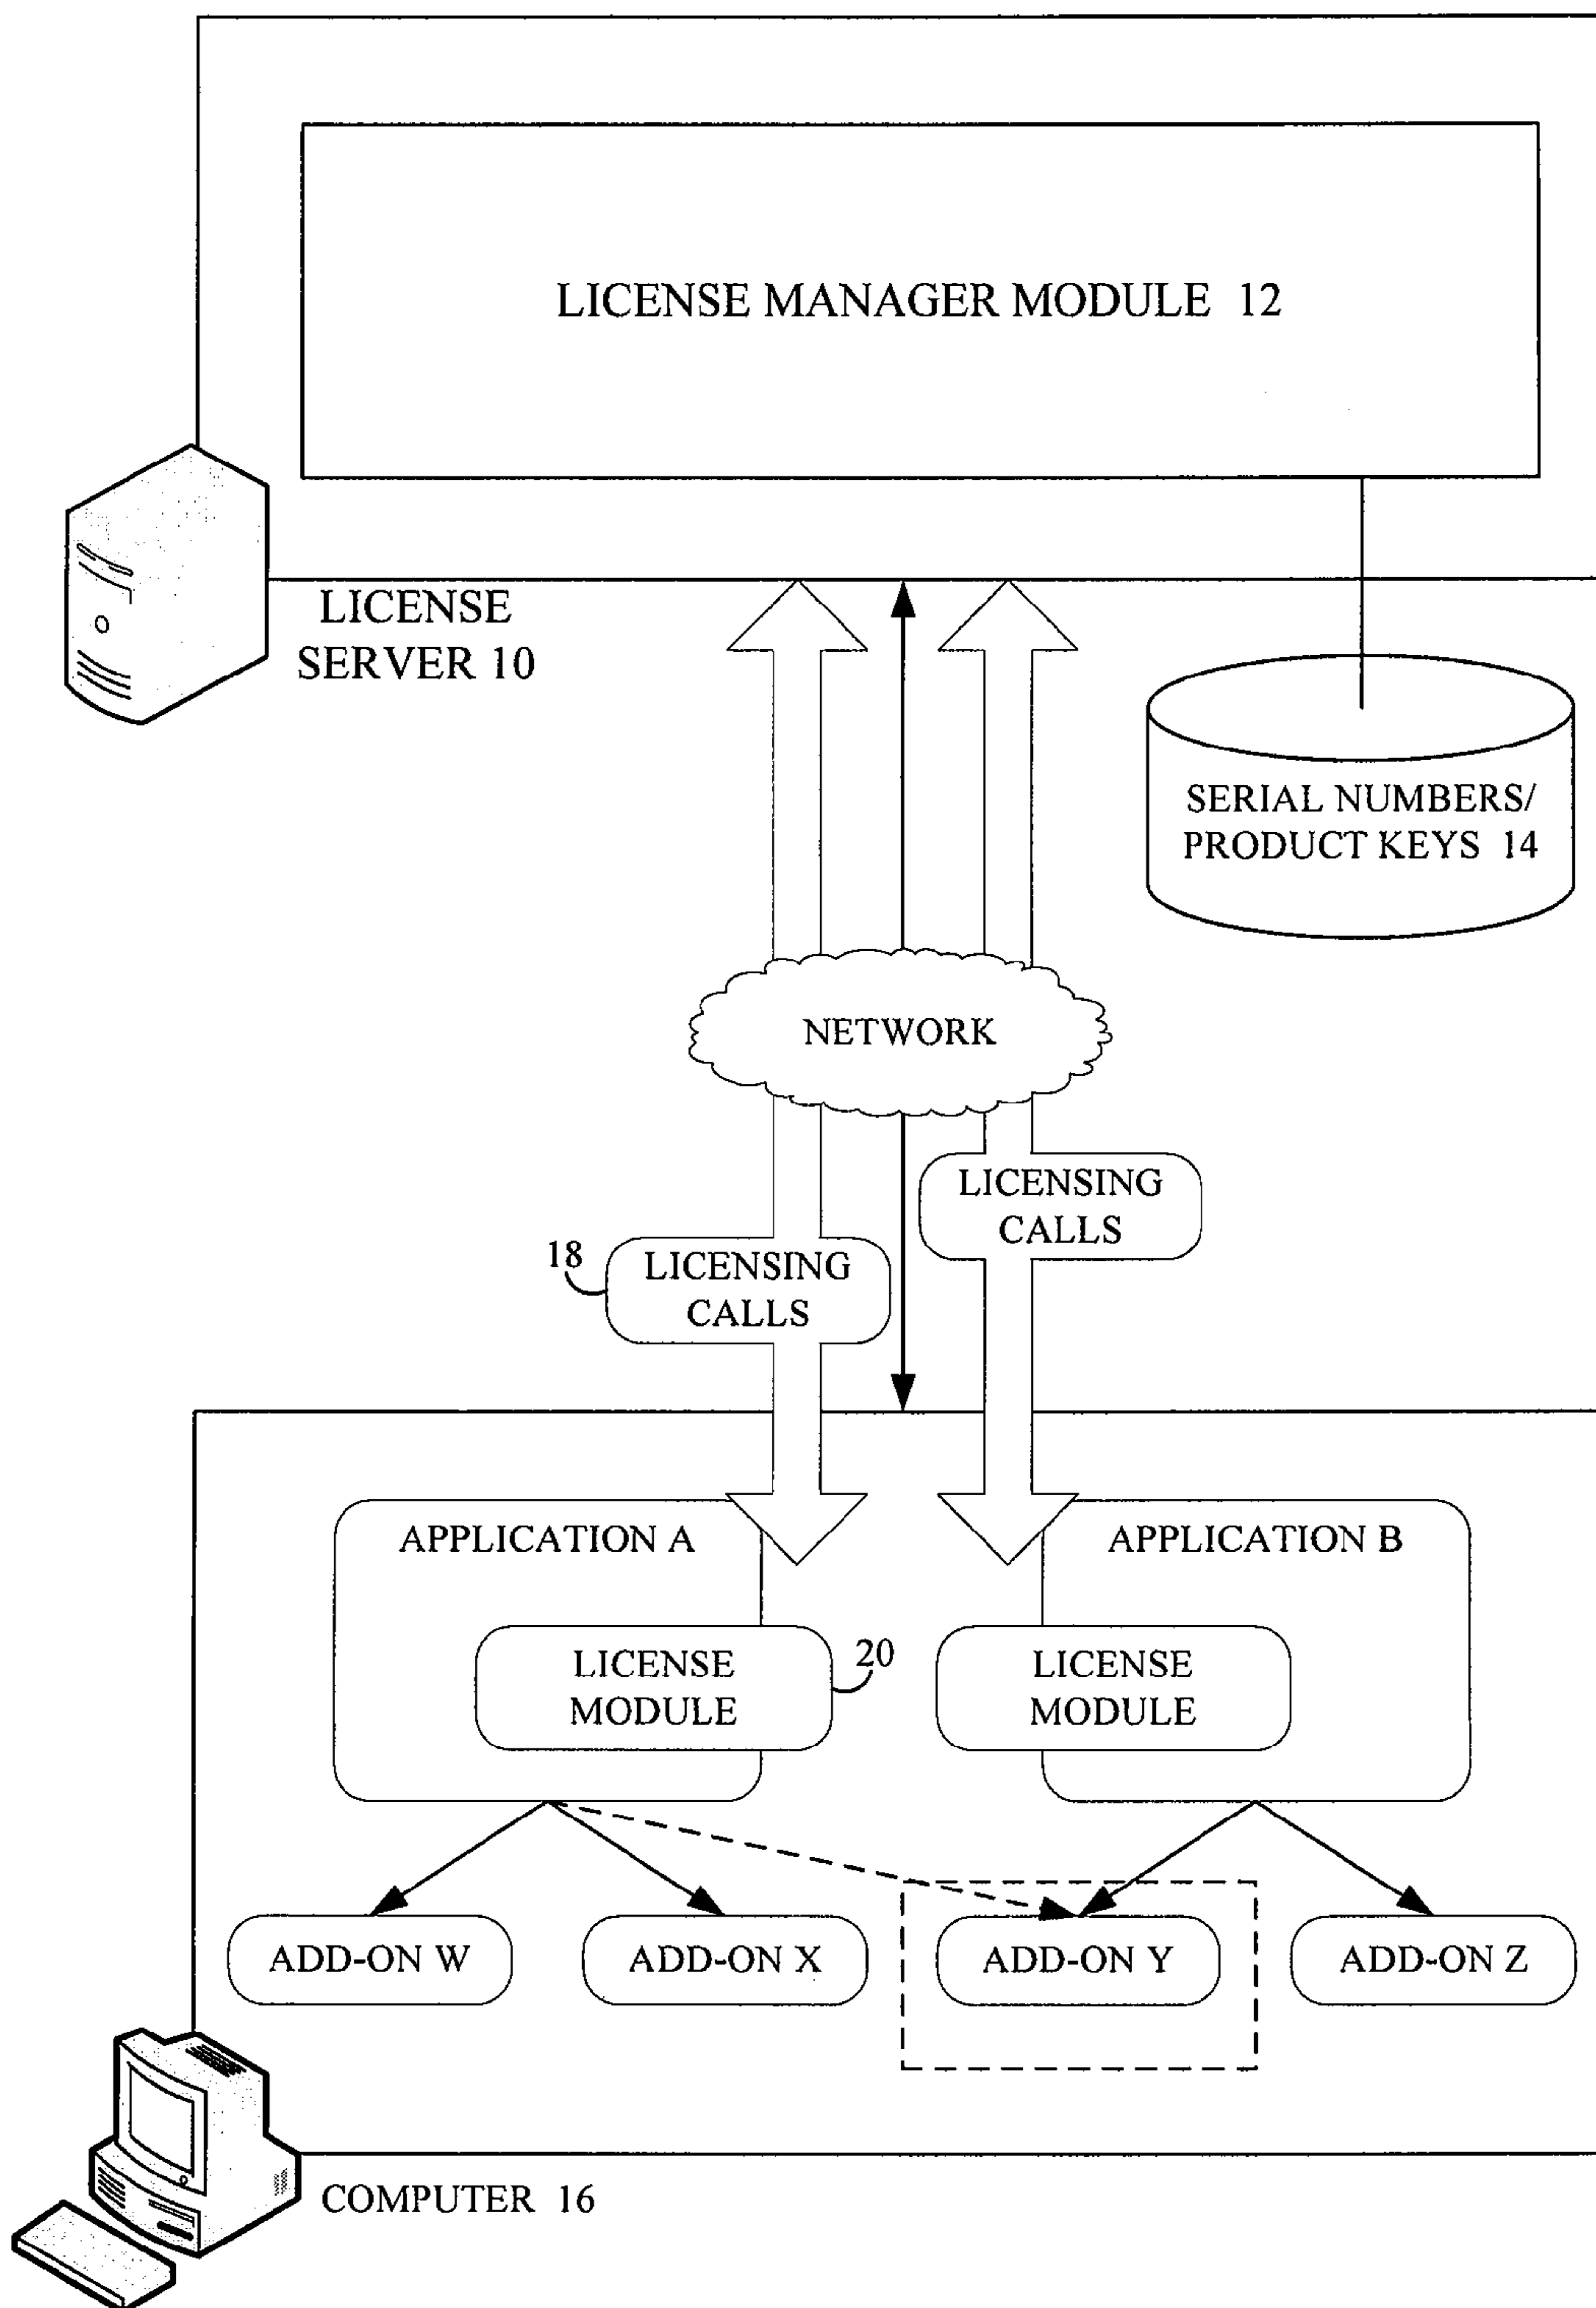 LICENSE MANAGER MODULE 12
LICENSE
SERVER 10
SERIAL NUMBERS/
PRODUCT KEYS 14
NETWORK
LICENSING
CALLS
18
LICENSING
CALLS
APPLICATION A
APPLICATION B
LICENSE
MODULE
20
LICENSE
MODULE
ADD-ON W
ADD-ON X
ADD-ON Y
ADD-ON Z
COMPUTER 16